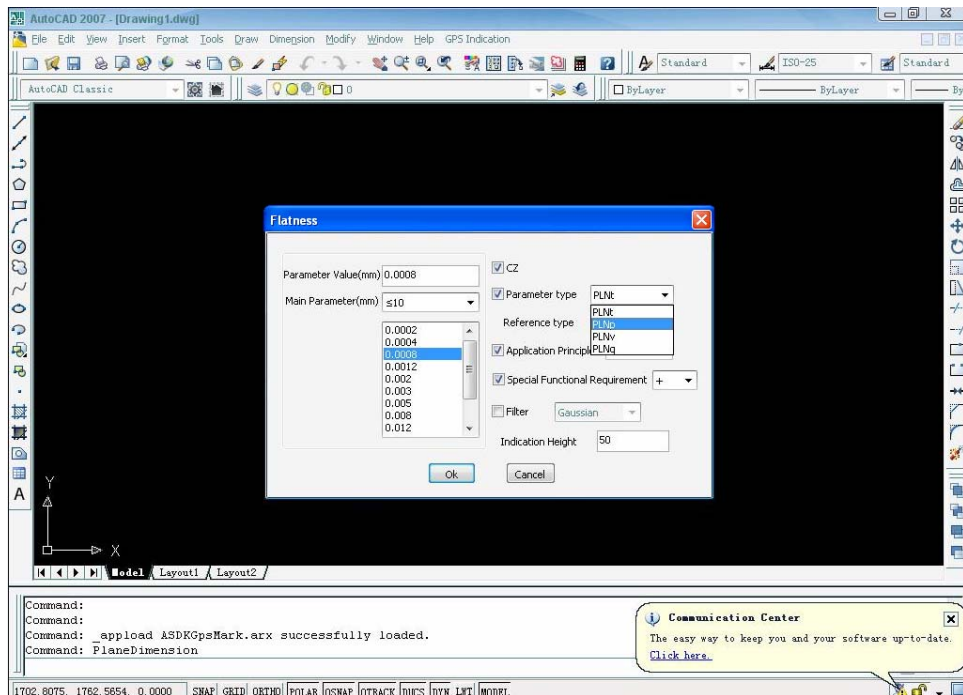 AutoCAD 2007 - [Drawing1.dwg]
File Edit View Insert Format Tools Draw Dimension Modify Window Help GPS Indication
Standard ISO-25 Standard
AutoCAD Classic 0 ByLayer ByLayer By
Flatness
Parameter Value(mm) 0.0008
Main Parameter(mm) ≤10
0.0002
0.0004
0.0008
0.0012
0.002
0.003
0.005
0.008
0.012
CZ
Parameter type PLNt
PLNt
Reference type PLNp
PLNv
Application Principl PLNq
Special Functional Requirement +
Filter Gaussian
Indication Height 50
Ok Cancel
Y
X
A
Model Layout1 Layout2
Command:
Command:
Command: _appload ASDKGpsMark.arx successfully loaded.
Command: PlaneDimension
Communication Center
The easy way to keep you and your software up-to-date.
Click here.
1702.8075, 1762.5654, 0.0000 SNAP GRID ORTHO POLAR OSNAP OTRACK DUCS DYN LWT MODEL